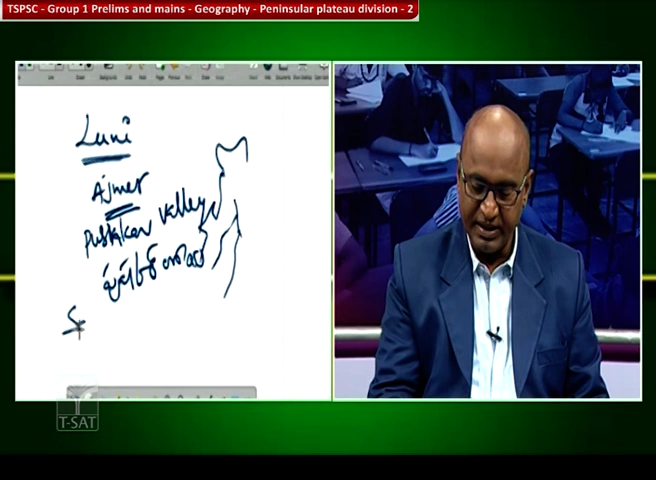 TSPSC - Group 1 Prelims and mains - Geography - Peninsular plateau division - 2
Luni
Ajmer
Pushkar valley
T-SAT